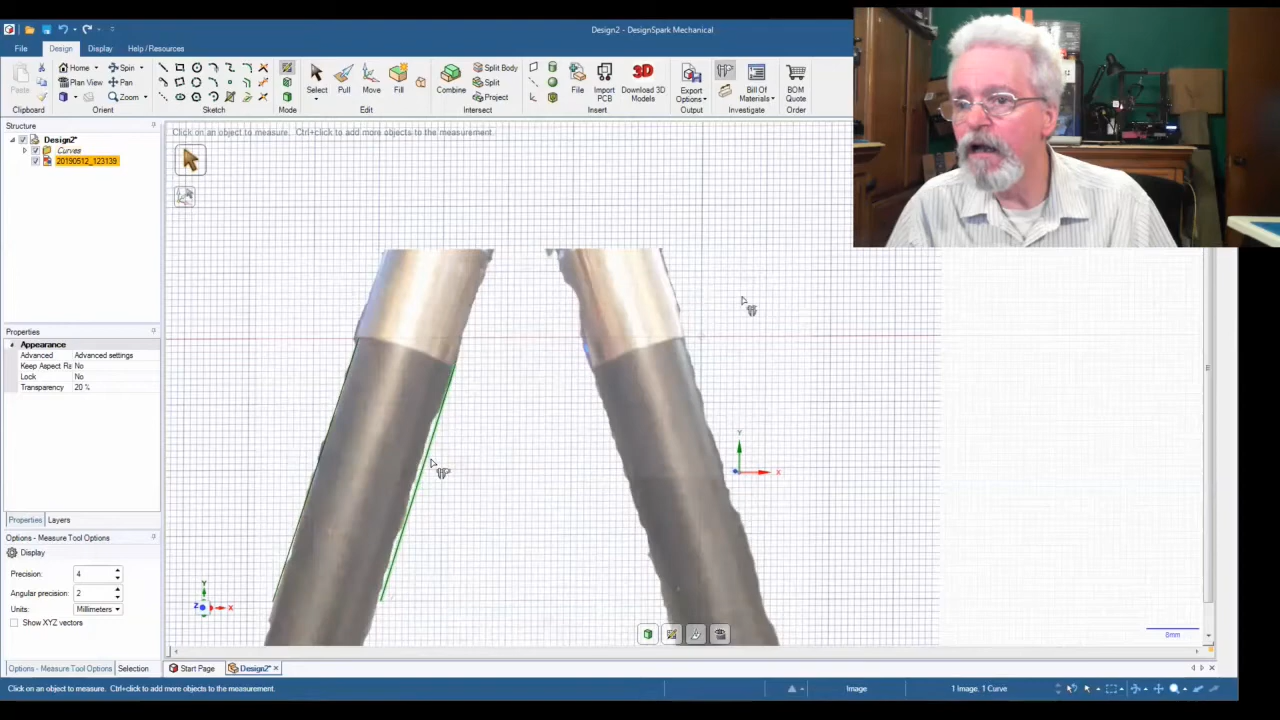 Design2 - DesignSpark Mechanical
File Design Display Help / Resources
Home Spin
Plan View Pan
Zoom
Paste
Select Pull Move Fill
Combine
Split Body
Split
Project
File Import PCB Download 3D Models Export Options Bill Of Materials BOM Quote
Clipboard Orient Sketch Mode Edit Intersect Insert Output Investigate Order
Structure
Click on an object to measure. Ctrl+click to add more objects to the measurement.
Design2*
Curves
20190512_123139
Properties
Appearance
Advanced Advanced settings
Keep Aspect Ra No
Lock No
Transparency 20 %
Y
X
Properties Layers
Options - Measure Tool Options
Display
Precision: 4
Angular precision: 2
Units: Millimeters
Show XYZ vectors
Y
Z X
8mm
Options - Measure Tool Options Selection Start Page Design2*
Click on an object to measure. Ctrl+click to add more objects to the measurement. Image 1 Image, 1 Curve